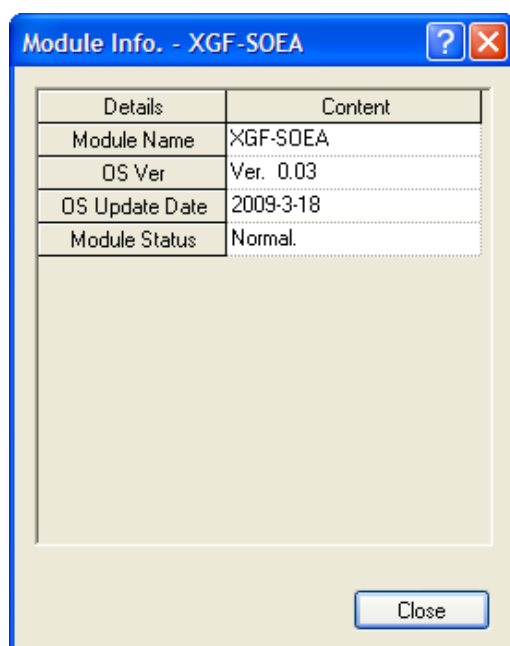 Module Info. - XGF-SOEA
Details Content
Module Name XGF-SOEA
OS Ver Ver. 0.03
OS Update Date 2009-3-18
Module Status Normal.
Close